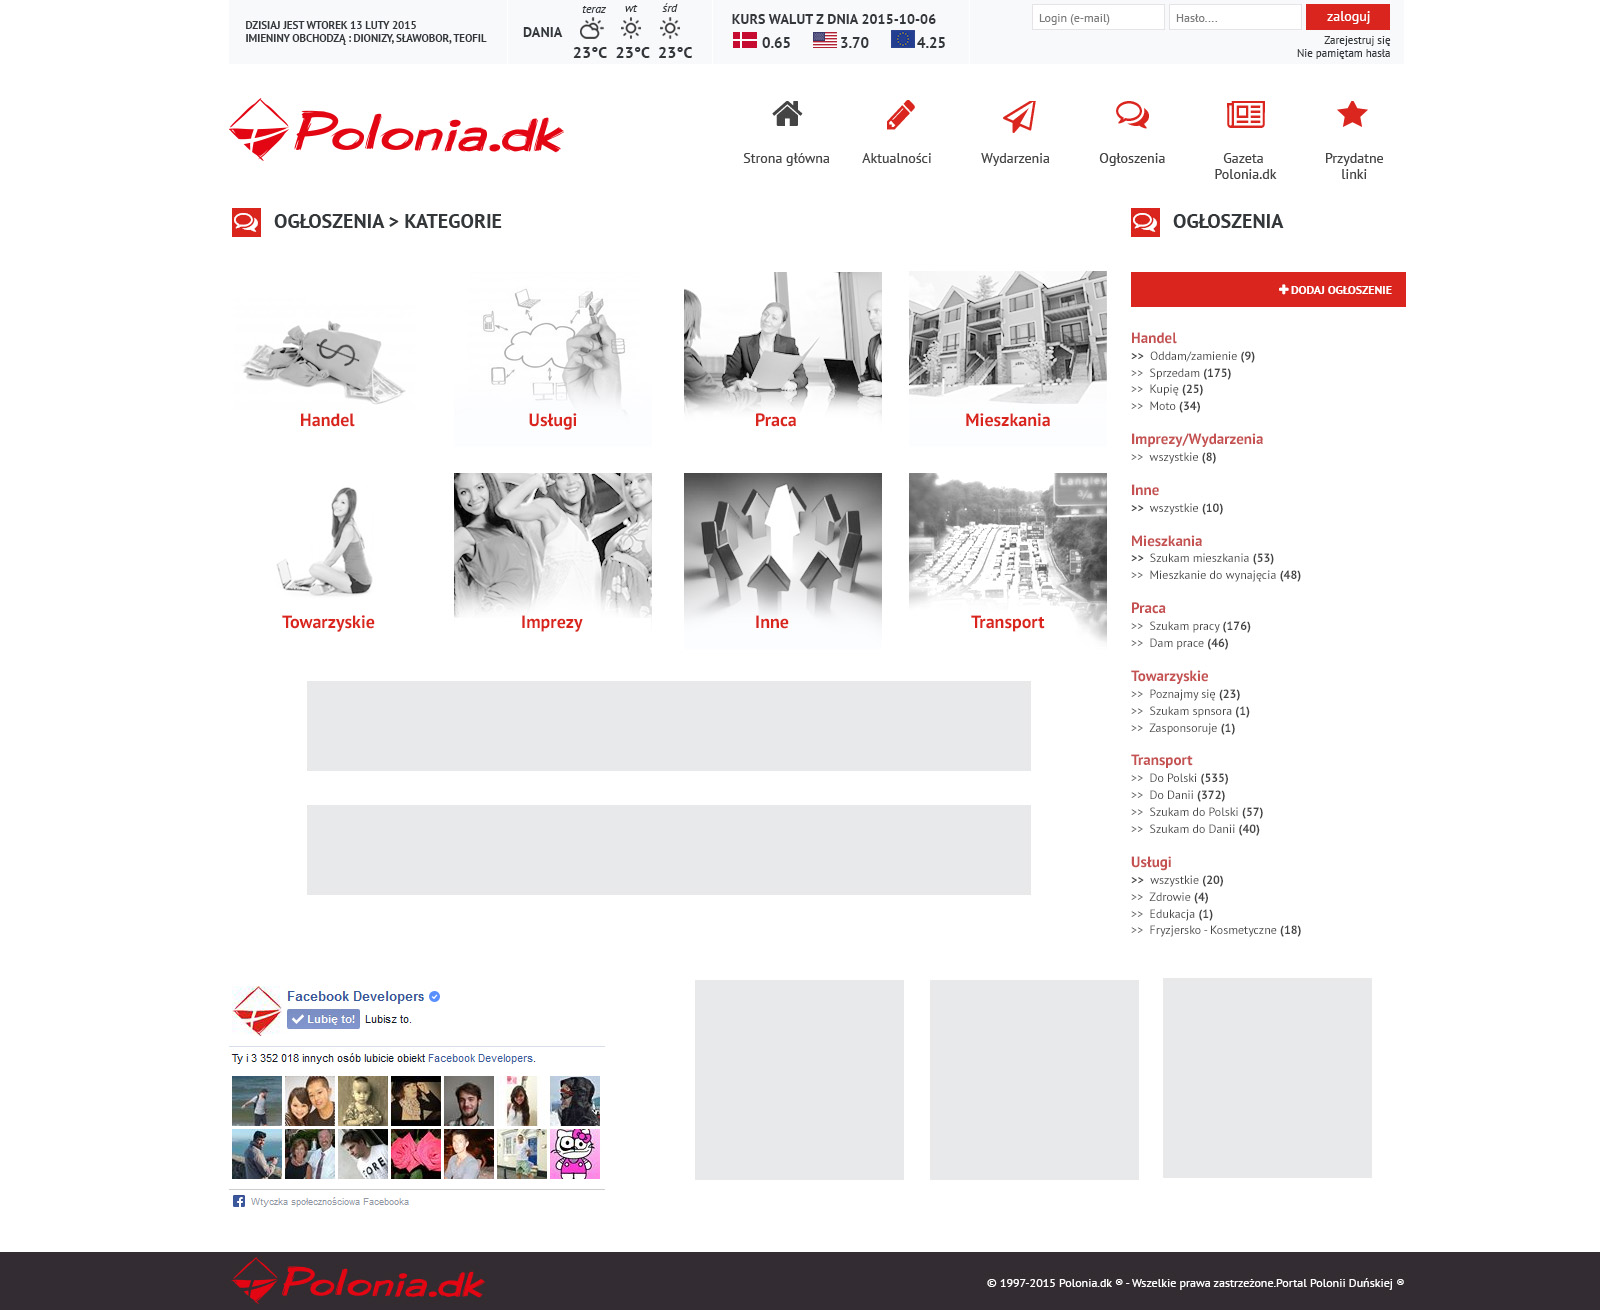 DZISIAJ JEST WTOREK 13 LUTY 2015
IMIENINY OBCHODZĄ : DIONIZY, SŁAWOBOR, TEOFIL
DANIA
teraz wt śrd
23°C 23°C 23°C
KURS WALUT Z DNIA 2015-10-06
0.65 3.70 4.25
Login (e-mail) Hasło.... zaloguj
Zarejestruj się
Nie pamiętam hasła
Polonia.dk
Strona główna
Aktualności
Wydarzenia
Ogłoszenia
Gazeta
Polonia.dk
Przydatne
linki
OGŁOSZENIA > KATEGORIE
Handel
Usługi
Praca
Mieszkania
Langley
3/4 M
Towarzyskie
Imprezy
Inne
Transport
OGŁOSZENIA
DODAJ OGŁOSZENIE
Handel
>> Oddam/zamienie (9)
>> Sprzedam (175)
>> Kupię (25)
>> Moto (34)
Imprezy/Wydarzenia
>> wszystkie (8)
Inne
>> wszystkie (10)
Mieszkania
>> Szukam mieszkania (53)
>> Mieszkanie do wynajęcia (48)
Praca
>> Szukam pracy (176)
>> Dam prace (46)
Towarzyskie
>> Poznajmy się (23)
>> Szukam spnsora (1)
>> Zasponsoruje (1)
Transport
>> Do Polski (535)
>> Do Danii (372)
>> Szukam do Polski (57)
>> Szukam do Danii (40)
Usługi
>> wszystkie (20)
>> Zdrowie (4)
>> Edukacja (1)
>> Fryzjersko - Kosmetyczne (18)
Facebook Developers
Lubię to! Lubisz to.
Ty i 3 352 018 innych osób lubicie obiekt Facebook Developers.
Wtyczka społecznościowa Facebooka
Polonia.dk
© 1997-2015 Polonia.dk ® - Wszelkie prawa zastrzeżone.Portal Polonii Duńskiej ®